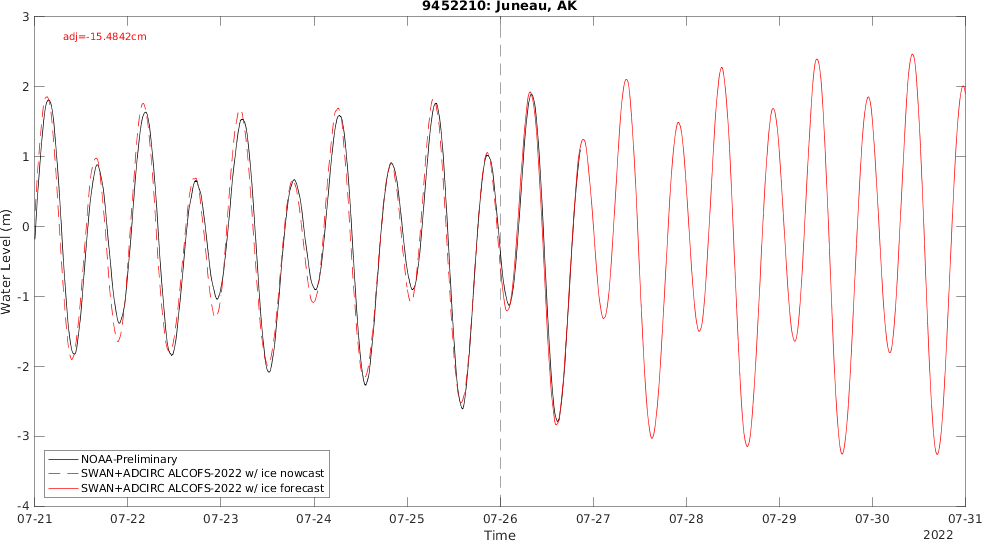 9452210: Juneau, AK
adj=-15.4842cm
3
2
1
0
-1
-2
-3
-4
Water Level (m)
NOAA-Preliminary
SWAN+ADCIRC ALCOFS-2022 w/ ice nowcast
SWAN+ADCIRC ALCOFS-2022 w/ ice forecast
07-21 07-22 07-23 07-24 07-25 07-26 07-27 07-28 07-29 07-30 07-31
Time
2022